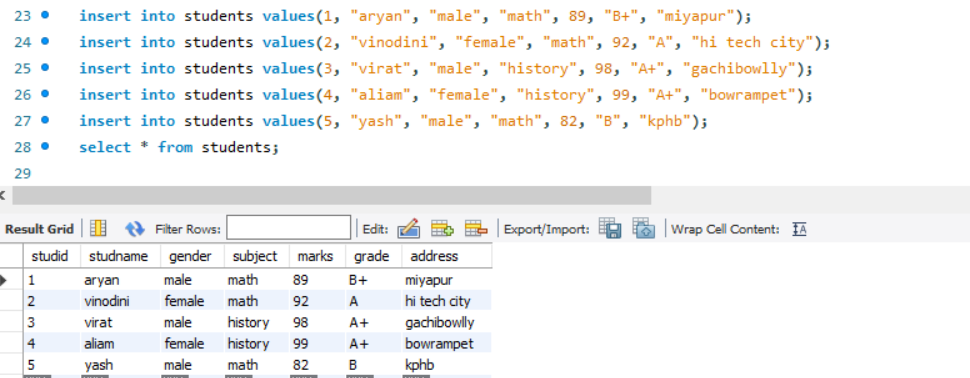 23 insert into students values(1, "aryan", "male", "math", 89, "B+", "miyapur");
24 insert into students values(2, "vinodini", "female", "math", 92, "A", "hi tech city");
25 insert into students values(3, "virat", "male", "history", 98, "A+", "gachibowlly");
26 insert into students values(4, "aliam", "female", "history", 99, "A+", "bowrampet");
27 insert into students values(5, "yash", "male", "math", 82, "B", "kphb");
28 select * from students;
29
Result Grid Filter Rows: Edit: Export/Import: Wrap Cell Content:
studid studname gender subject marks grade address
1 aryan male math 89 B+ miyapur
2 vinodini female math 92 A hi tech city
3 virat male history 98 A+ gachibowlly
4 aliam female history 99 A+ bowrampet
5 yash male math 82 B kphb